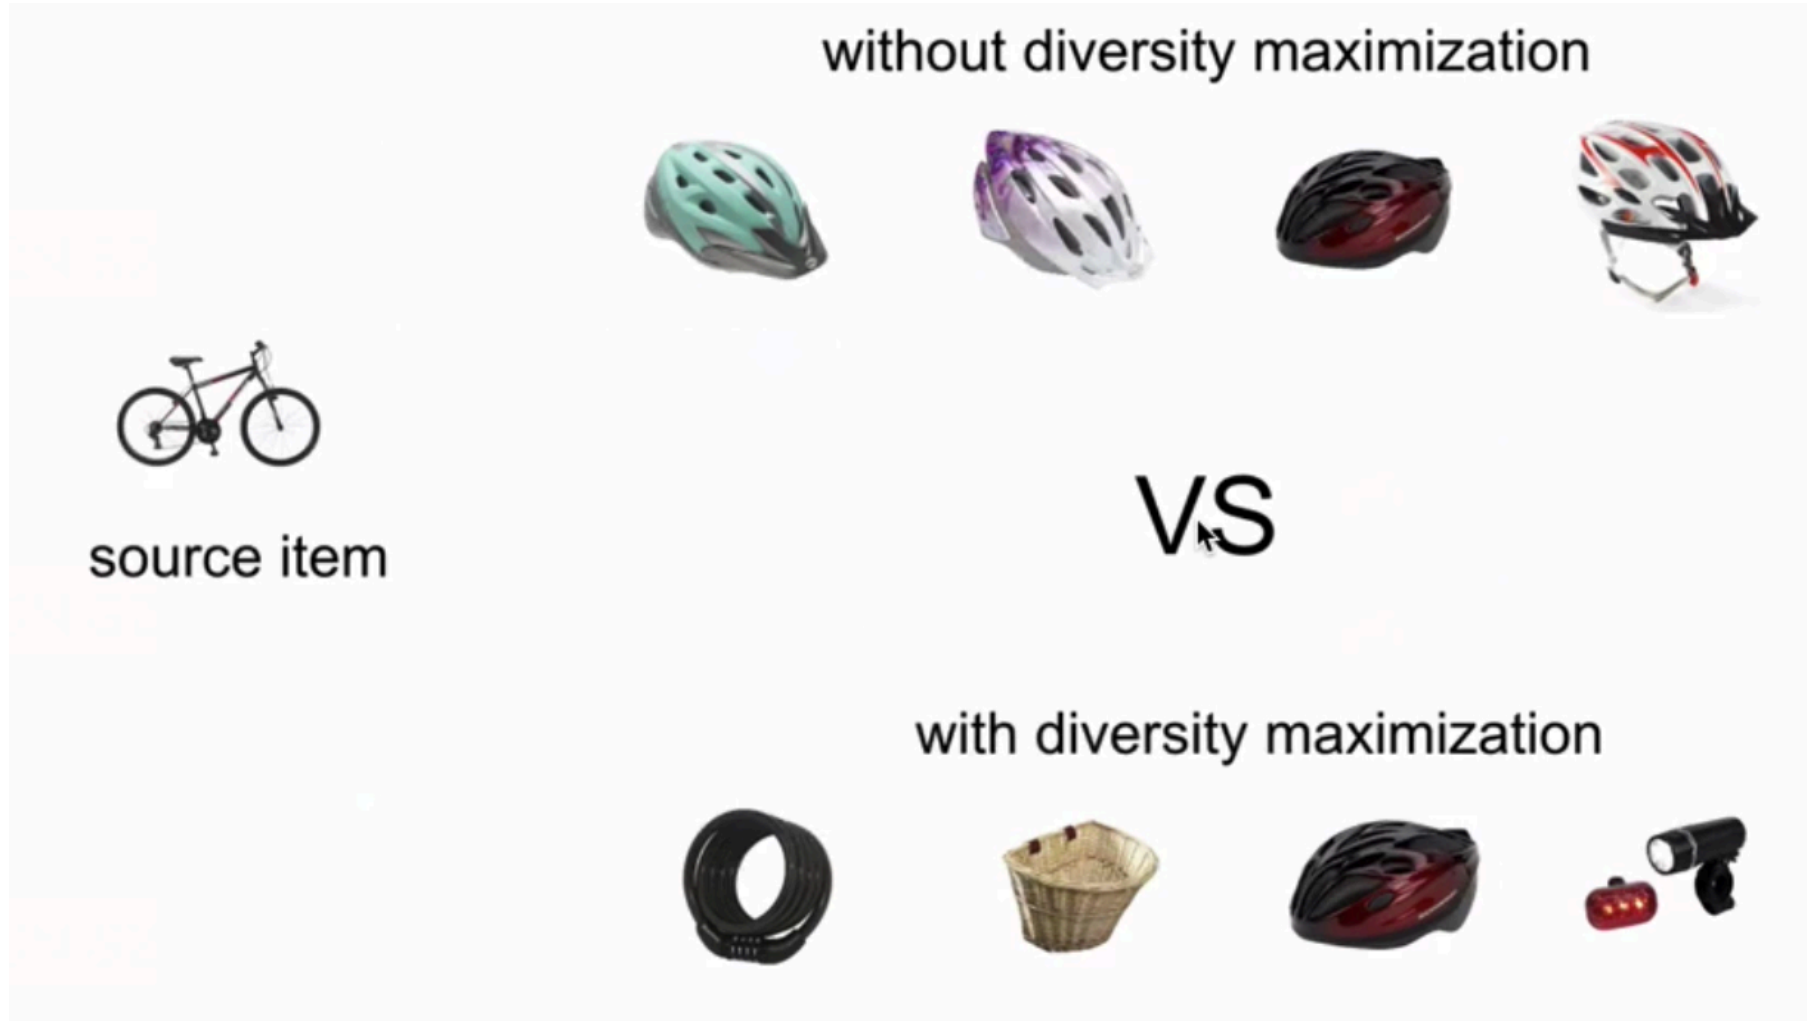 without diversity maximization
source item
VS
with diversity maximization